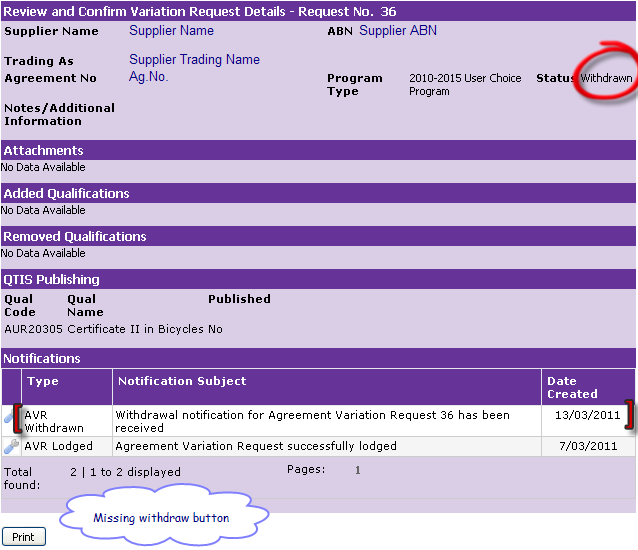 Review and Confirm Variation Request Details - Request No. 36
Supplier Name Supplier Name ABN Supplier ABN
Trading As Supplier Trading Name
Agreement No Ag.No. Program Type 2010-2015 User Choice Program Status Withdrawn
Notes/Additional
Information
Attachments
No Data Available
Added Qualifications
No Data Available
Removed Qualifications
No Data Available
QTIS Publishing
Qual Code Qual Name Published
AUR20305 Certificate II in Bicycles No
Notifications
Type Notification Subject Date Created
AVR Withdrawn Withdrawal notification for Agreement Variation Request 36 has been received 13/03/2011
AVR Lodged Agreement Variation Request successfully lodged 7/03/2011
Total found: 2 | 1 to 2 displayed Pages: 1
Missing withdraw button
Print